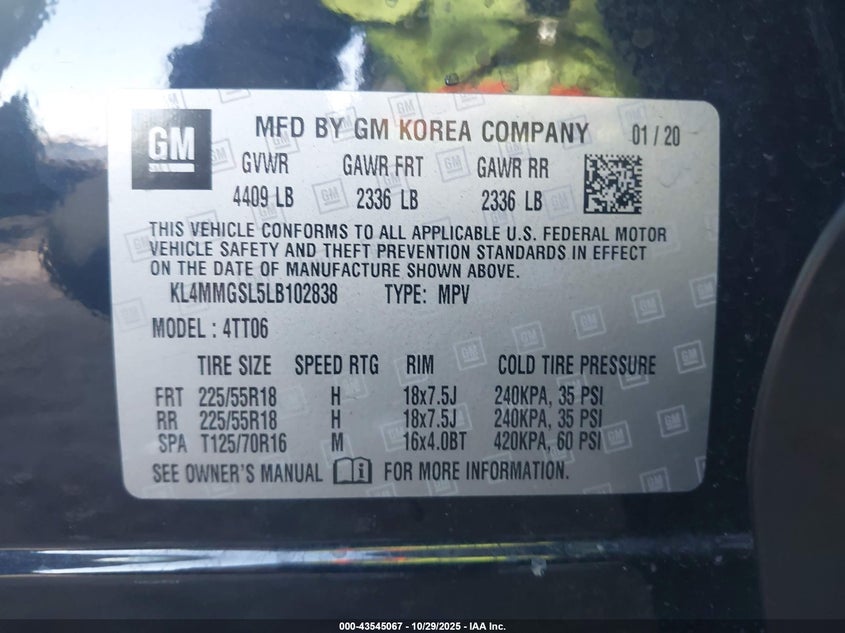 GM MFD BY GM KOREA COMPANY 01/20
GVWR GAWR FRT GAWR RR
4409 LB 2336 LB 2336 LB
THIS VEHICLE CONFORMS TO ALL APPLICABLE U.S. FEDERAL MOTOR
VEHICLE SAFETY AND THEFT PREVENTION STANDARDS IN EFFECT
ON THE DATE OF MANUFACTURE SHOWN ABOVE.
KL4MMGSL5LB102838 TYPE: MPV
MODEL : 4TT06
TIRE SIZE SPEED RTG RIM COLD TIRE PRESSURE
FRT 225/55R18 H 18x7.5J 240KPA, 35 PSI
RR 225/55R18 H 18x7.5J 240KPA, 35 PSI
SPA T125/70R16 M 16x4.0BT 420KPA, 60 PSI
SEE OWNER'S MANUAL FOR MORE INFORMATION.
000-43545067 - 10/29/2025 - IAA Inc.